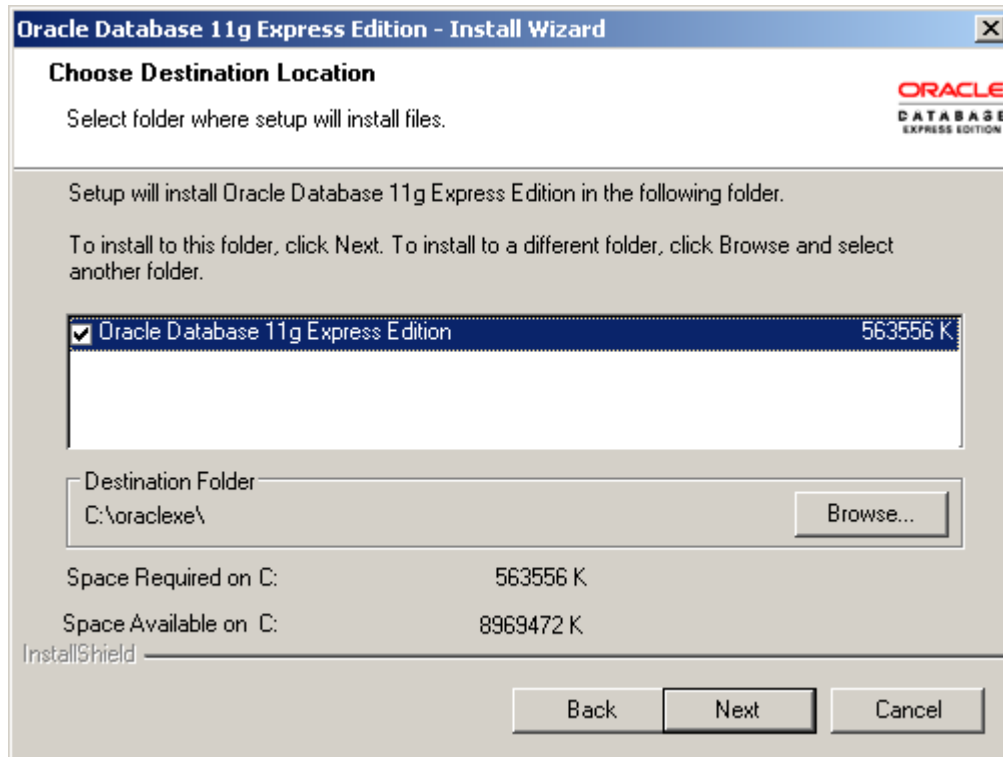 Oracle Database 11g Express Edition - Install Wizard
Choose Destination Location
Select folder where setup will install files.
ORACLE
DATABASE
EXPRESS EDITION
Setup will install Oracle Database 11g Express Edition in the following folder.
To install to this folder, click Next. To install to a different folder, click Browse and select
another folder.
Oracle Database 11g Express Edition 563556 K
Destination Folder
C:\oraclexe\
Browse...
Space Required on C: 563556 K
Space Available on C: 8969472 K
InstallShield
Back Next Cancel